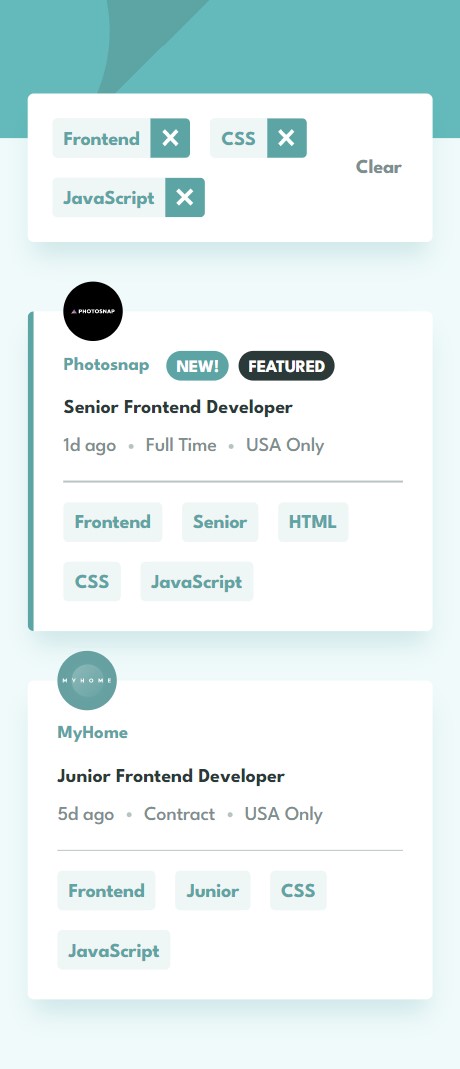 Frontend CSS
Clear
JavaScript
PHOTOSNAP
Photosnap NEW! FEATURED
Senior Frontend Developer
1d ago • Full Time • USA Only
Frontend Senior HTML
CSS JavaScript
MYHOME
MyHome
Junior Frontend Developer
5d ago • Contract • USA Only
Frontend Junior CSS
JavaScript